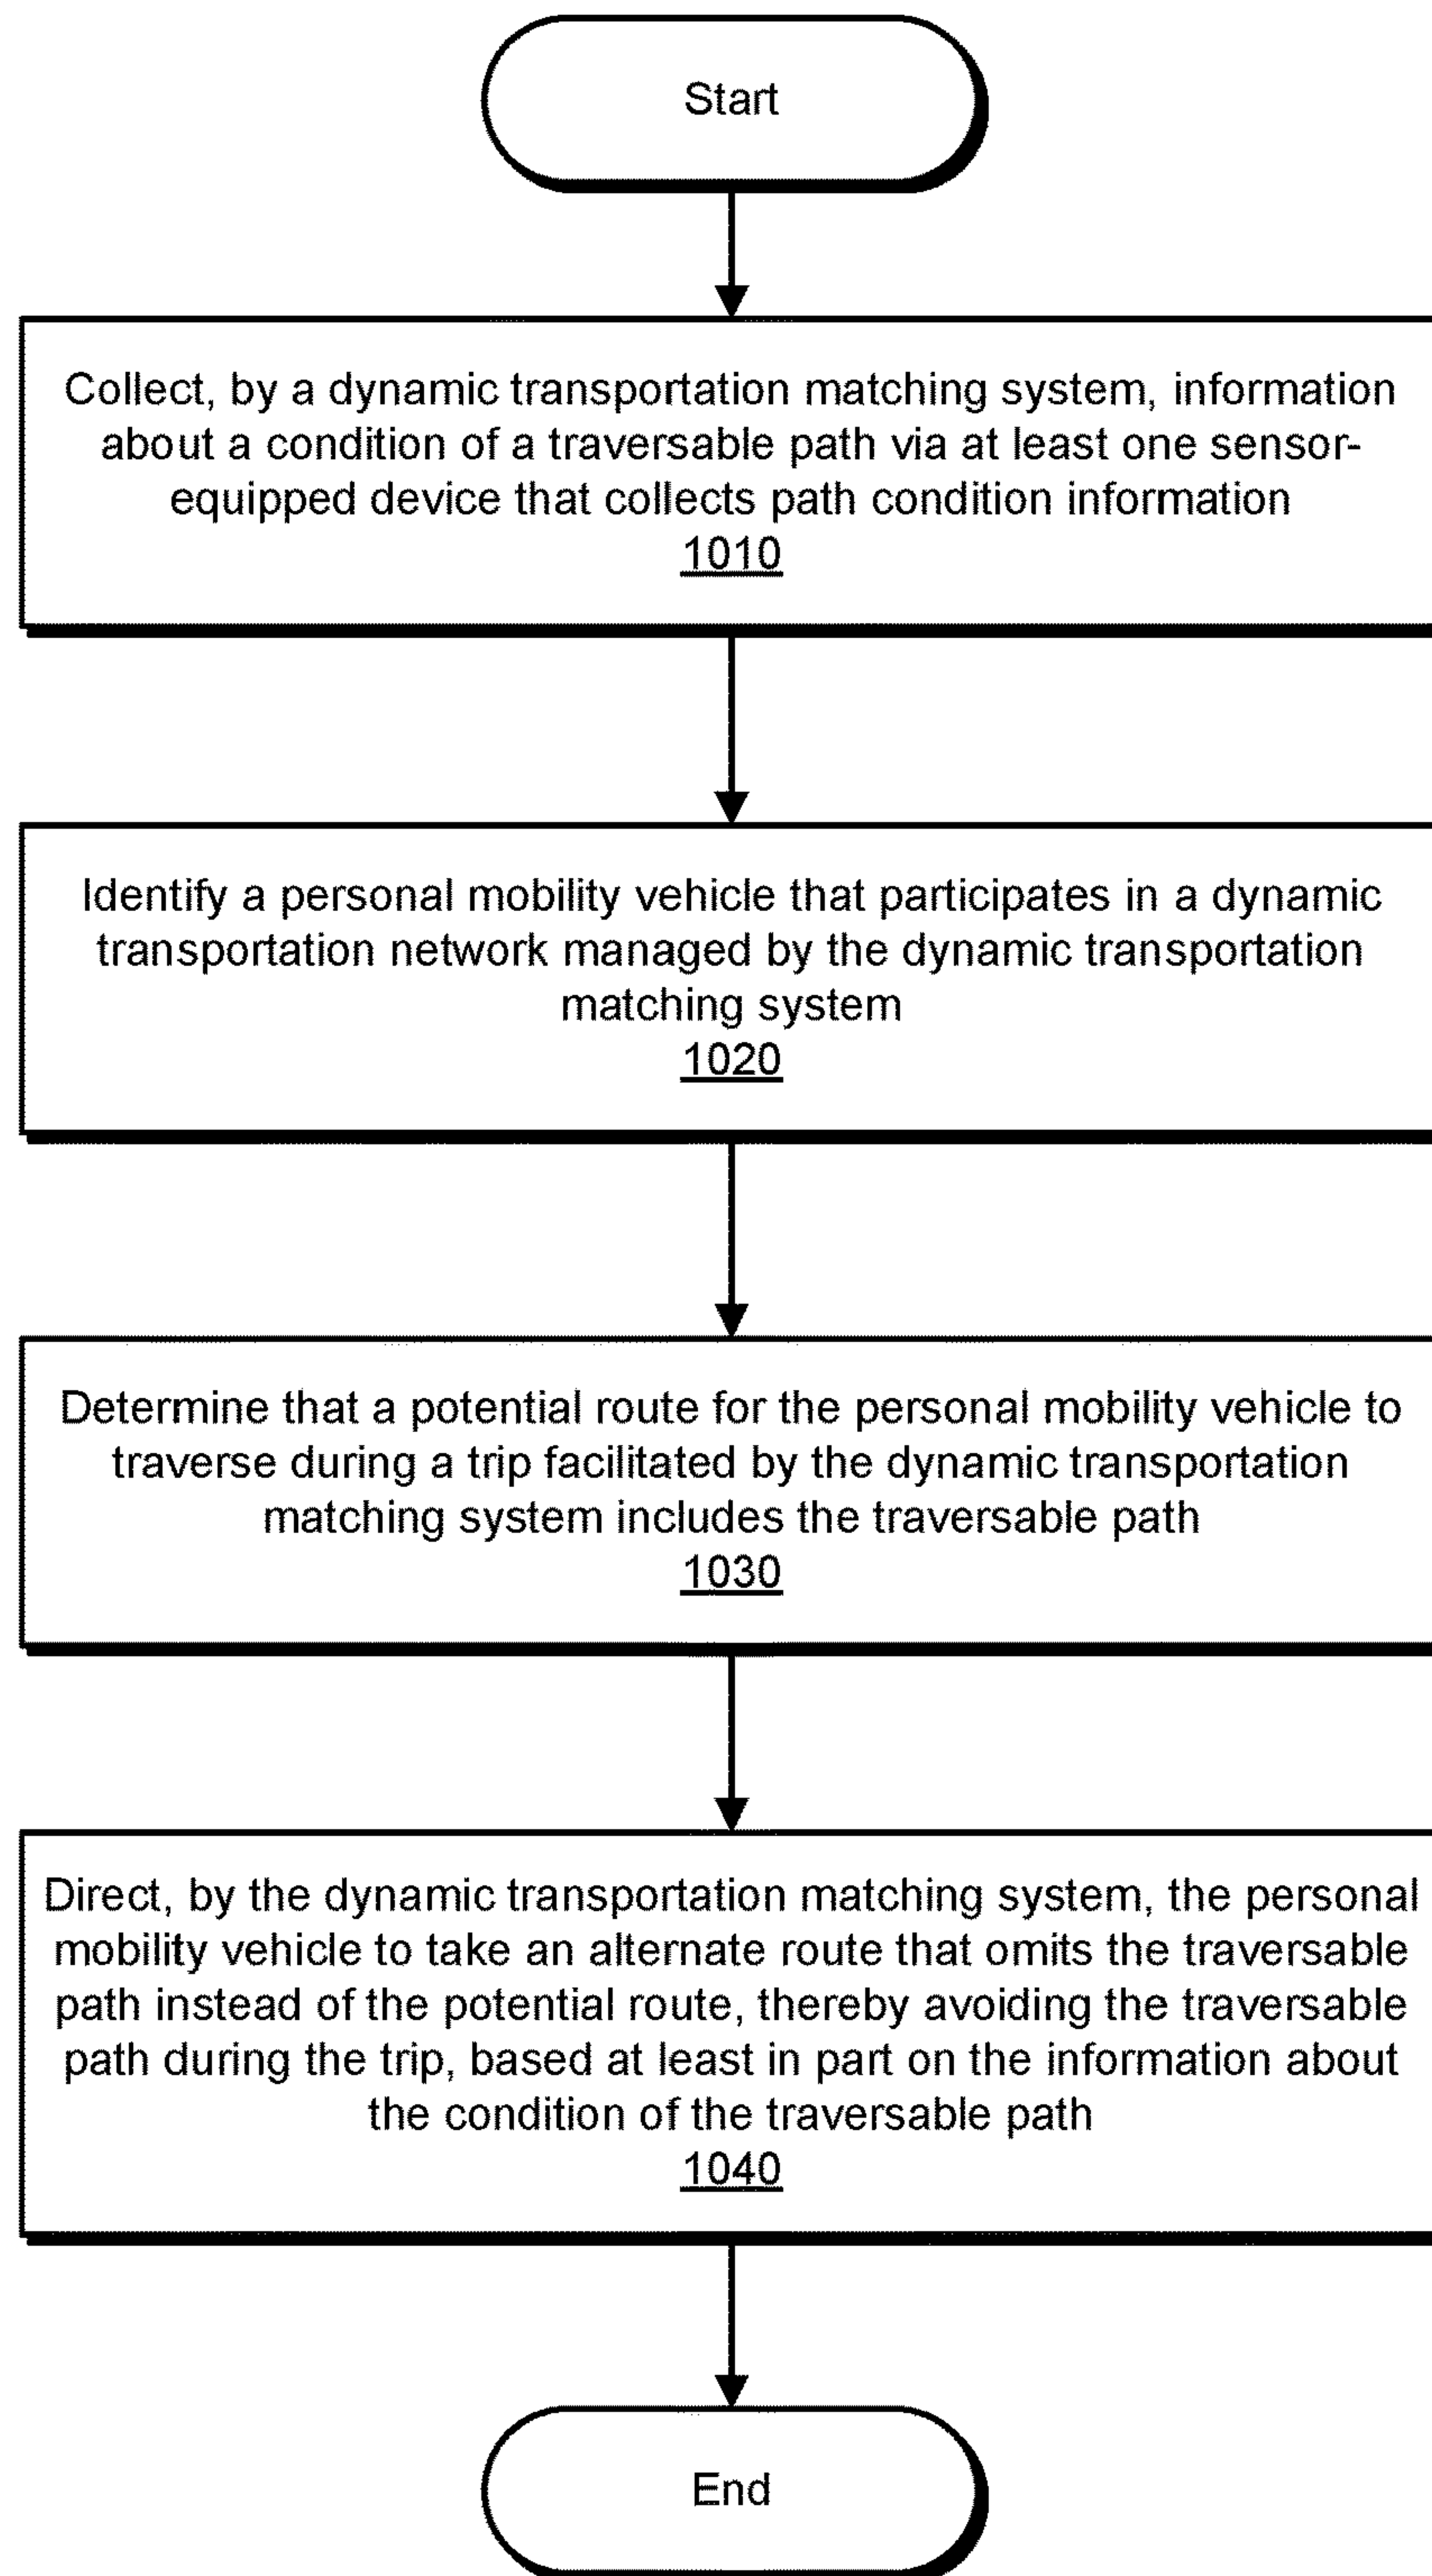 Start
Collect, by a dynamic transportation matching system, information
about a condition of a traversable path via at least one sensor-
equipped device that collects path condition information
1010
Identify a personal mobility vehicle that participates in a dynamic
transportation network managed by the dynamic transportation
matching system
1020
Determine that a potential route for the personal mobility vehicle to
traverse during a trip facilitated by the dynamic transportation
matching system includes the traversable path
1030
Direct, by the dynamic transportation matching system, the personal
mobility vehicle to take an alternate route that omits the traversable
path instead of the potential route, thereby avoiding the traversable
path during the trip, based at least in part on the information about
the condition of the traversable path
1040
End